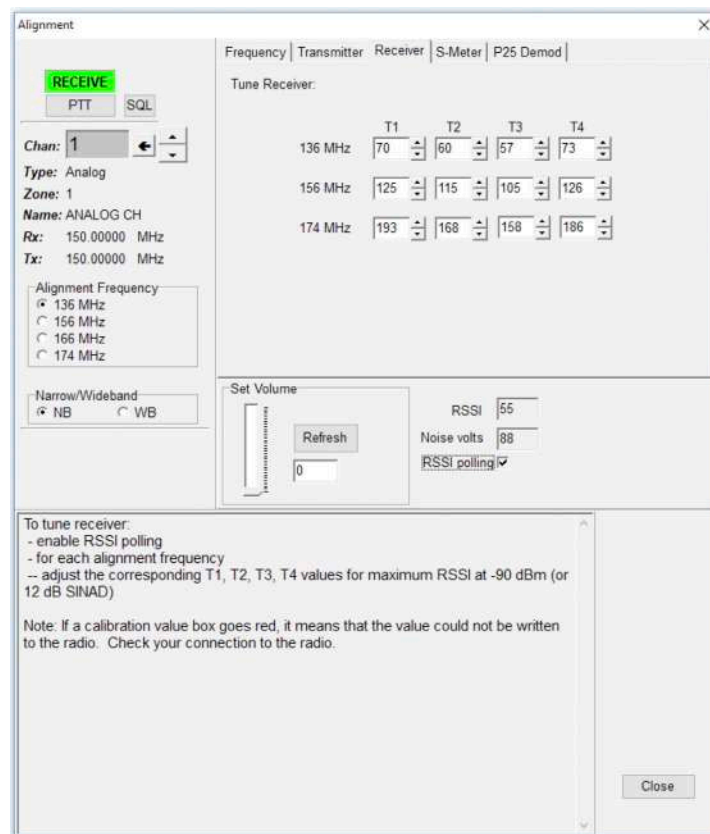 Alignment
Frequency Transmitter Receiver S-Meter P25 Demod
RECEIVE
PTT SQL
Chan: 1
Type: Analog
Zone: 1
Name: ANALOG CH
Rx: 150.00000 MHz
Tx: 150.00000 MHz
Alignment Frequency
136 MHz
156 MHz
166 MHz
174 MHz
Narrow/Wideband
NB WB
Tune Receiver:
T1 T2 T3 T4
136 MHz 70 60 57 73
156 MHz 125 115 105 126
174 MHz 193 168 158 186
Set Volume
Refresh
0
RSSI 55
Noise volts 88
RSSI polling
To tune receiver:
- enable RSSI polling
- for each alignment frequency
-- adjust the corresponding T1, T2, T3, T4 values for maximum RSSI at -90 dBm (or
12 dB SINAD)
Note: If a calibration value box goes red, it means that the value could not be written
to the radio. Check your connection to the radio.
Close